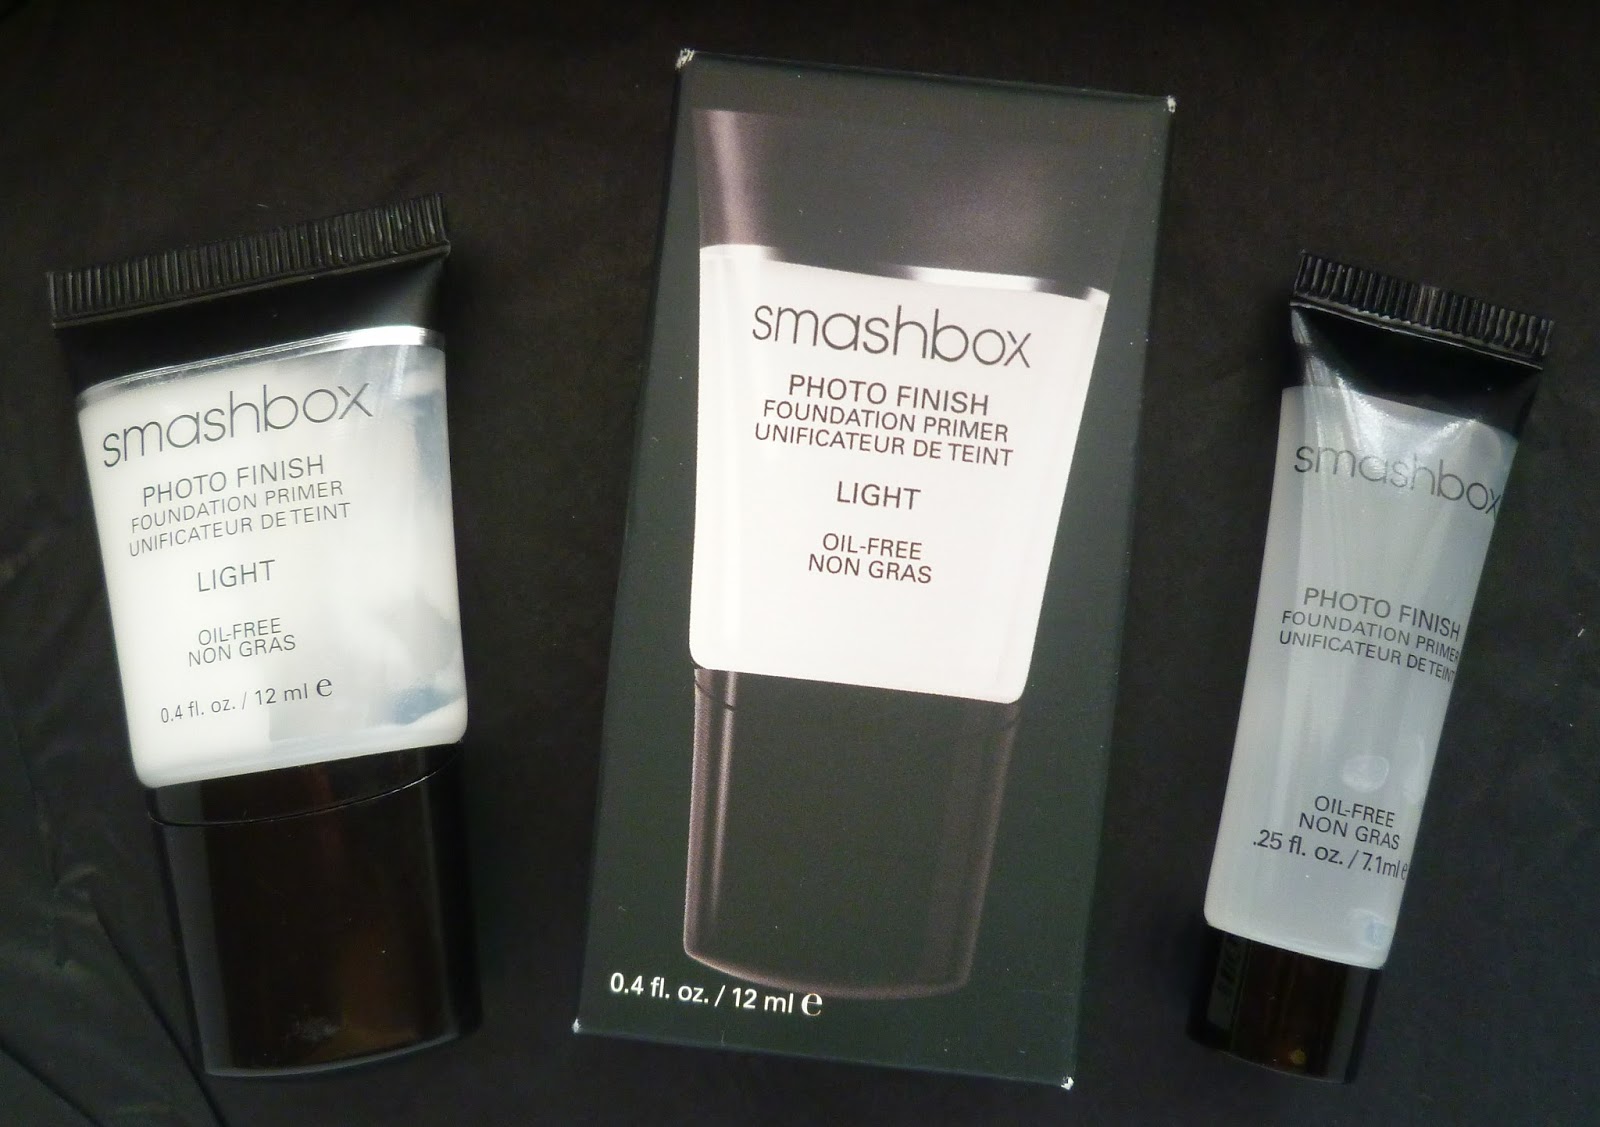 smashbox
PHOTO FINISH
FOUNDATION PRIMER
UNIFICATEUR DE TEINT
LIGHT
OIL-FREE
NON GRAS
0.4 fl. oz. / 12 ml e
smashbox
PHOTO FINISH
FOUNDATION PRIMER
UNIFICATEUR DE TEINT
LIGHT
OIL-FREE
NON GRAS
0.4 fl. oz. / 12 ml e
smashbox
PHOTO FINISH
FOUNDATION PRIMER
UNIFICATEUR DE TEINT
OIL-FREE
NON GRAS
.25 fl. oz. / 7.1ml e